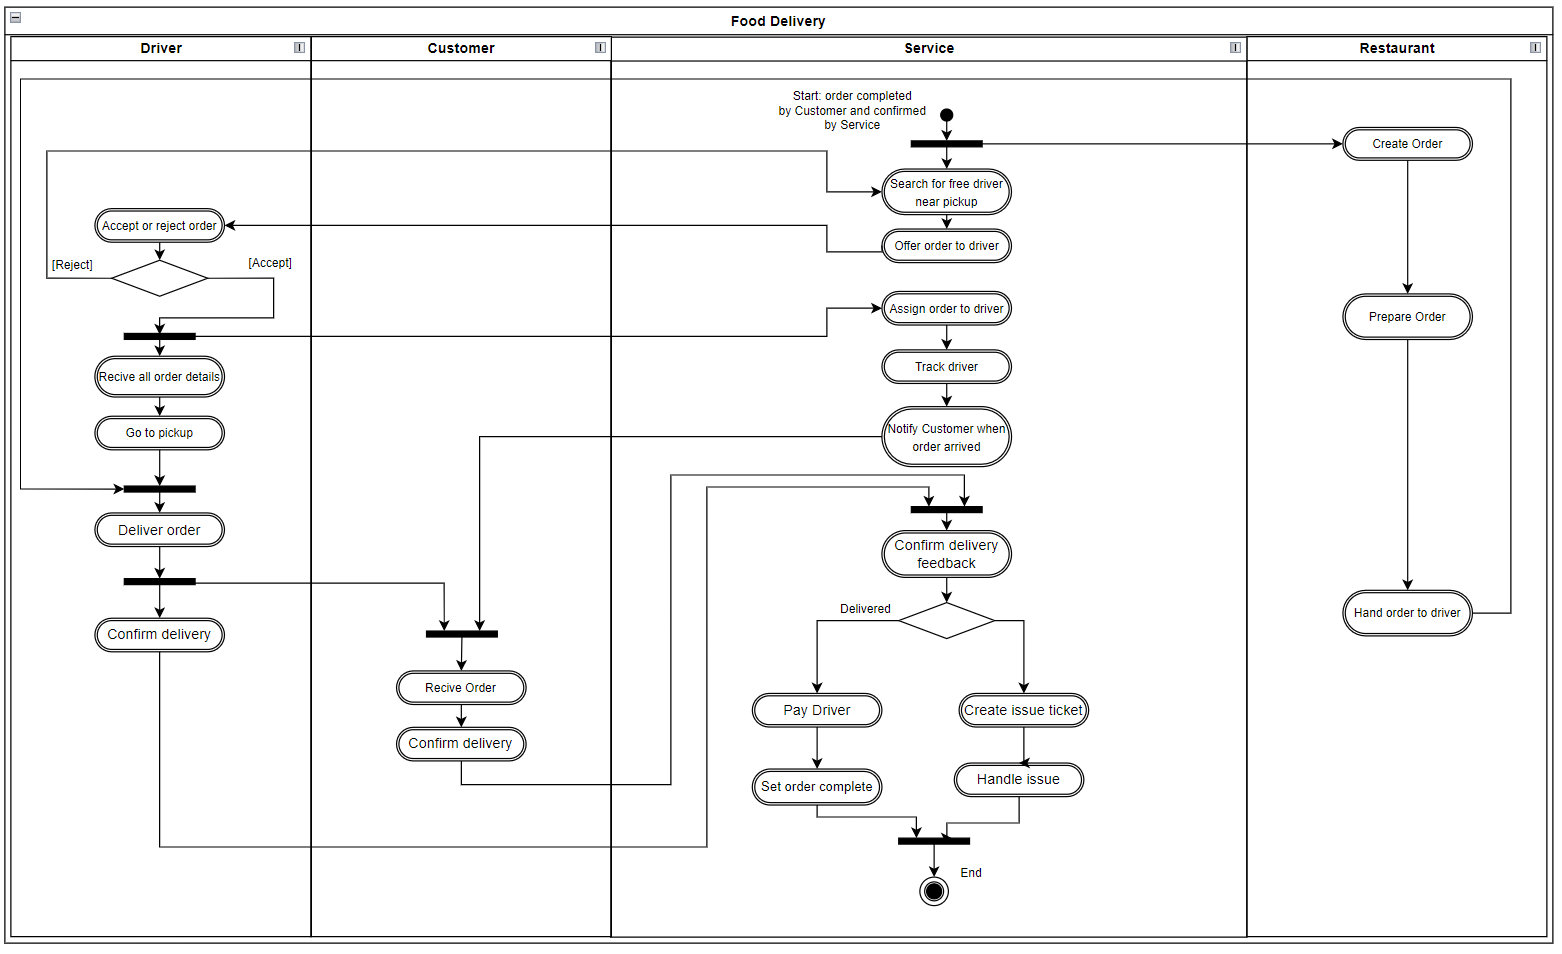 Food Delivery
Driver
Customer
Service
Restaurant
Start: order completed
by Customer and confirmed
by Service
Create Order
Search for free driver
near pickup
Accept or reject order
Offer order to driver
[Reject]
[Accept]
Assign order to driver
Prepare Order
Track driver
Recive all order details
Go to pickup
Notify Customer when
order arrived
Deliver order
Confirm delivery
feedback
Delivered
Hand order to driver
Confirm delivery
Recive Order
Pay Driver
Create issue ticket
Confirm delivery
Set order complete
Handle issue
End